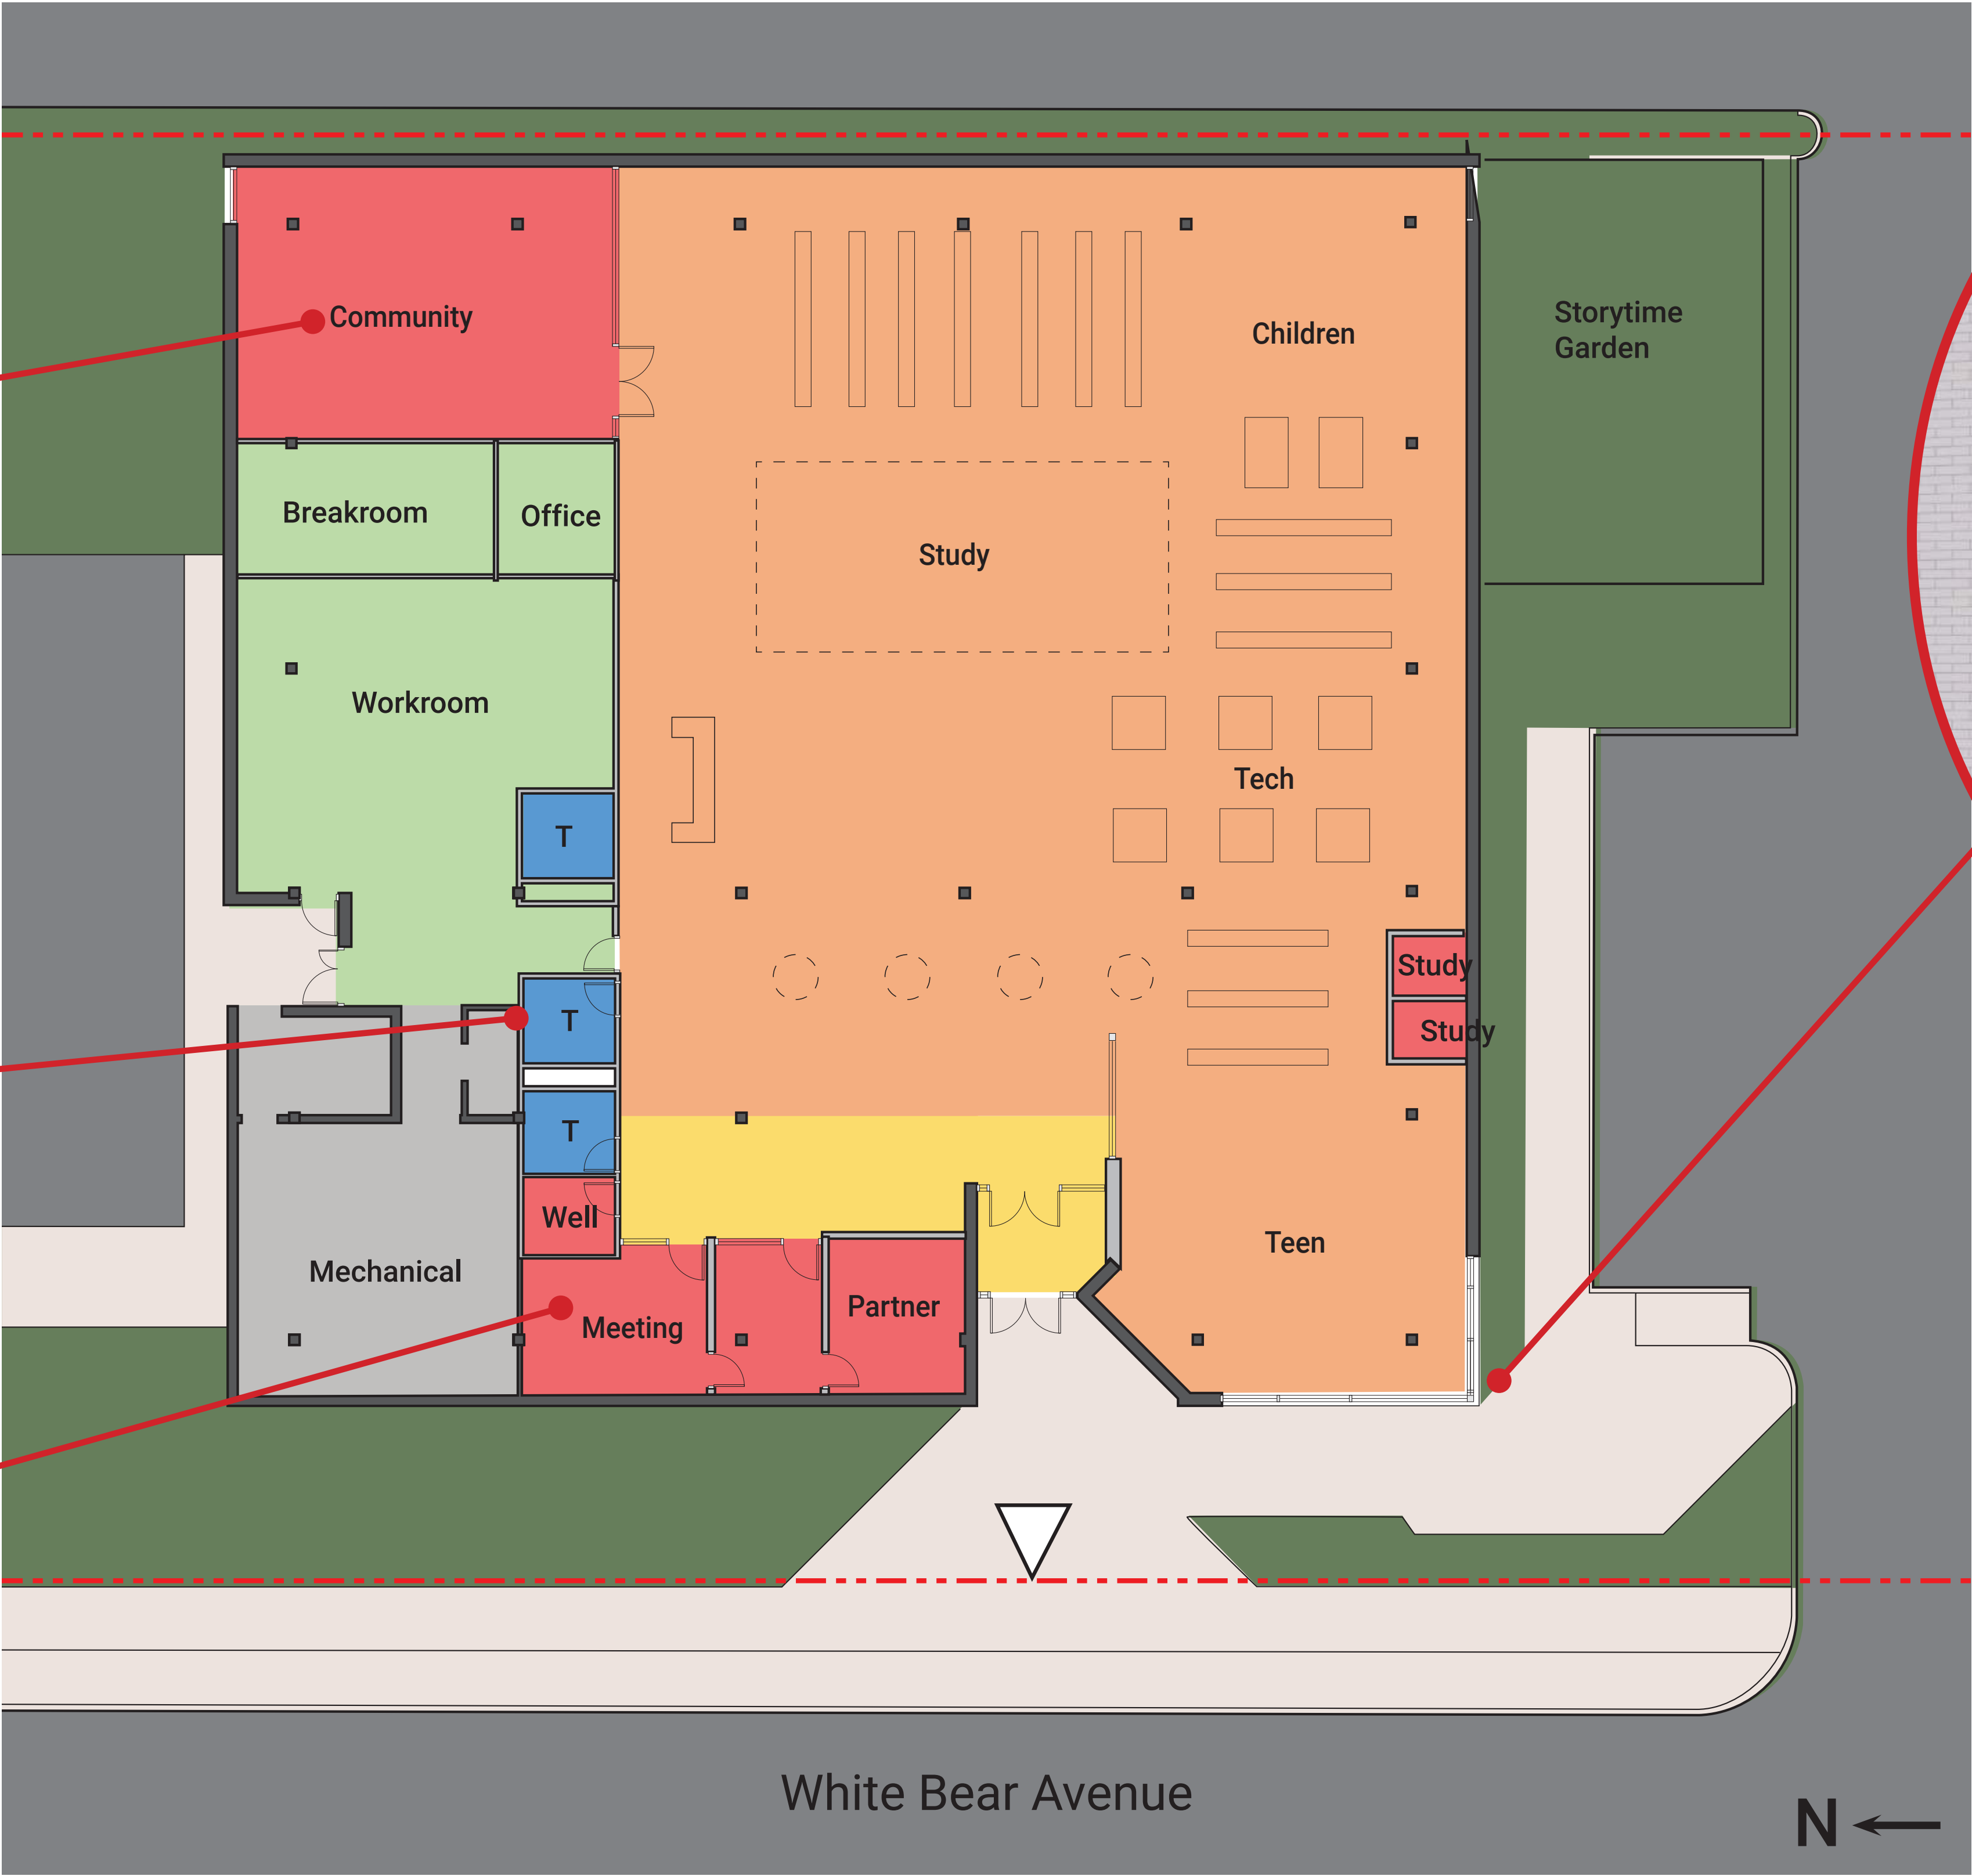 Community
Children
Storytime
Garden
Breakroom
Office
Study
Workroom
Tech
T
Study
T
Study
T
Well
Teen
Mechanical
Partner
Meeting
White Bear Avenue
N